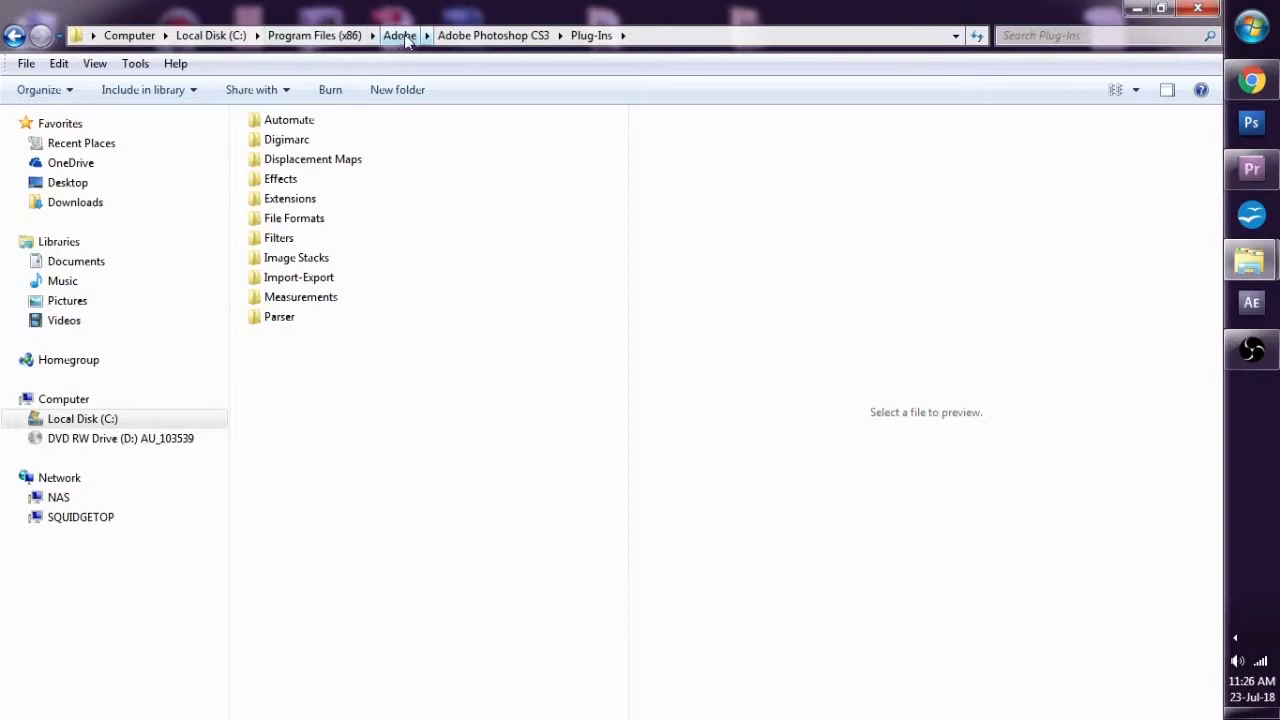 Computer Local Disk (C:) Program Files (x86) Adobe Adobe Photoshop CS3 Plug-Ins Search Plug-Ins
File Edit View Tools Help
Organize Include in library Share with Burn New folder
Favorites
Recent Places
OneDrive
Desktop
Downloads
Libraries
Documents
Music
Pictures
Videos
Homegroup
Computer
Local Disk (C:)
DVD RW Drive (D:) AU_103539
Network
NAS
SQUIDGETOP
Automate
Digimarc
Displacement Maps
Effects
Extensions
File Formats
Filters
Image Stacks
Import-Export
Measurements
Parser
Select a file to preview.
Ps
Pr
AE
11:26 AM
23-Jul-18